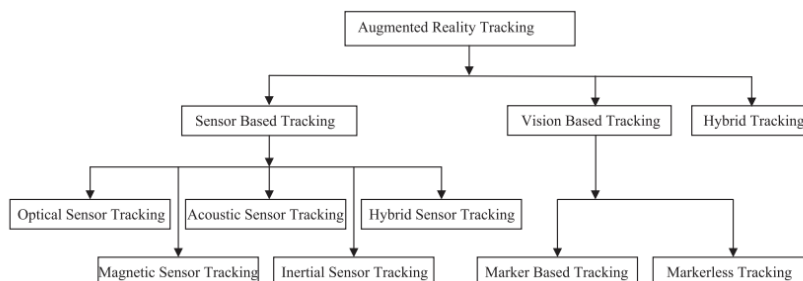 Augmented Reality Tracking
Sensor Based Tracking
Vision Based Tracking
Hybrid Tracking
Optical Sensor Tracking
Acoustic Sensor Tracking
Hybrid Sensor Tracking
Magnetic Sensor Tracking
Inertial Sensor Tracking
Marker Based Tracking
Markerless Tracking